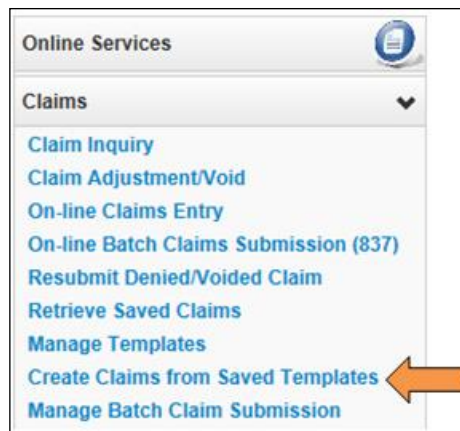 Online Services
Claims
Claim Inquiry
Claim Adjustment/Void
On-line Claims Entry
On-line Batch Claims Submission (837)
Resubmit Denied/Voided Claim
Retrieve Saved Claims
Manage Templates
Create Claims from Saved Templates
Manage Batch Claim Submission